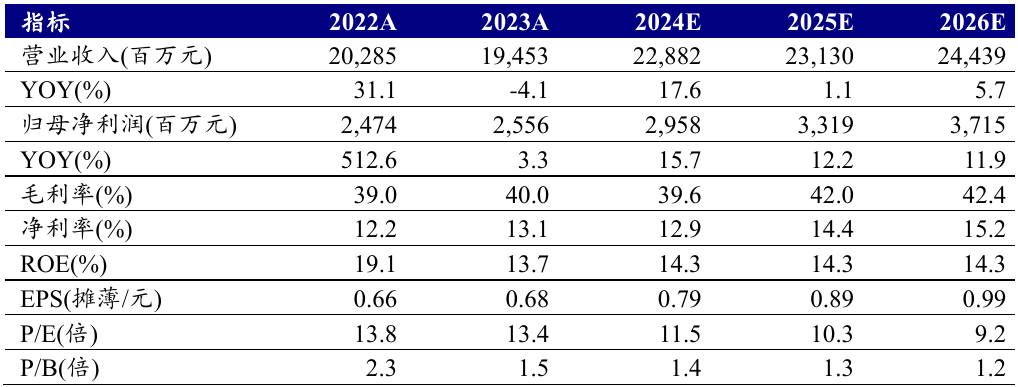 指标 2022A 2023A 2024E 2025E 2026E
营业收入(百万元) 20,285 19,453 22,882 23,130 24,439
YOY(%) 31.1 -4.1 17.6 1.1 5.7
归母净利润(百万元) 2,474 2,556 2,958 3,319 3,715
YOY(%) 512.6 3.3 15.7 12.2 11.9
毛利率(%) 39.0 40.0 39.6 42.0 42.4
净利率(%) 12.2 13.1 12.9 14.4 15.2
ROE(%) 19.1 13.7 14.3 14.3 14.3
EPS(摊薄/元) 0.66 0.68 0.79 0.89 0.99
P/E(倍) 13.8 13.4 11.5 10.3 9.2
P/B(倍) 2.3 1.5 1.4 1.3 1.2